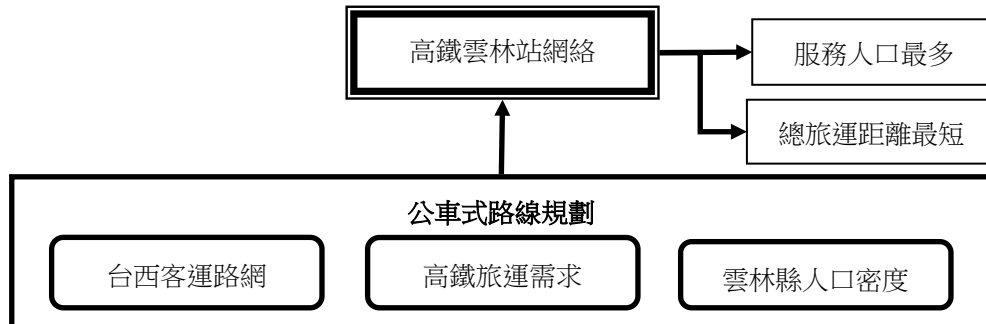 高鐵雲林站網絡
服務人口最多
總旅運距離最短
公車式路線規劃
台西客運路網
高鐵旅運需求
雲林縣人口密度